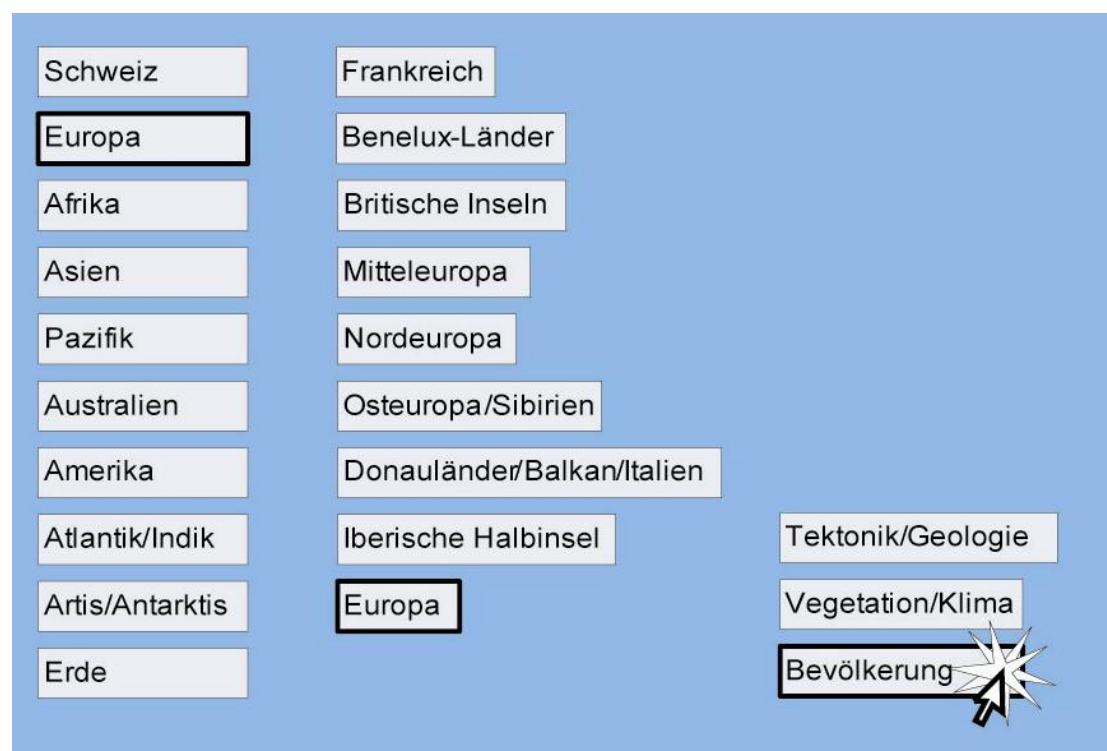 Schweiz
Europa
Afrika
Asien
Pazifik
Australien
Amerika
Atlantik/Indik
Artis/Antarktis
Erde
Frankreich
Benelux-Länder
Britische Inseln
Mitteleuropa
Nordeuropa
Osteuropa/Sibirien
Donauländer/Balkan/Italien
Iberische Halbinsel
Europa
Tektonik/Geologie
Vegetation/Klima
Bevölkerung